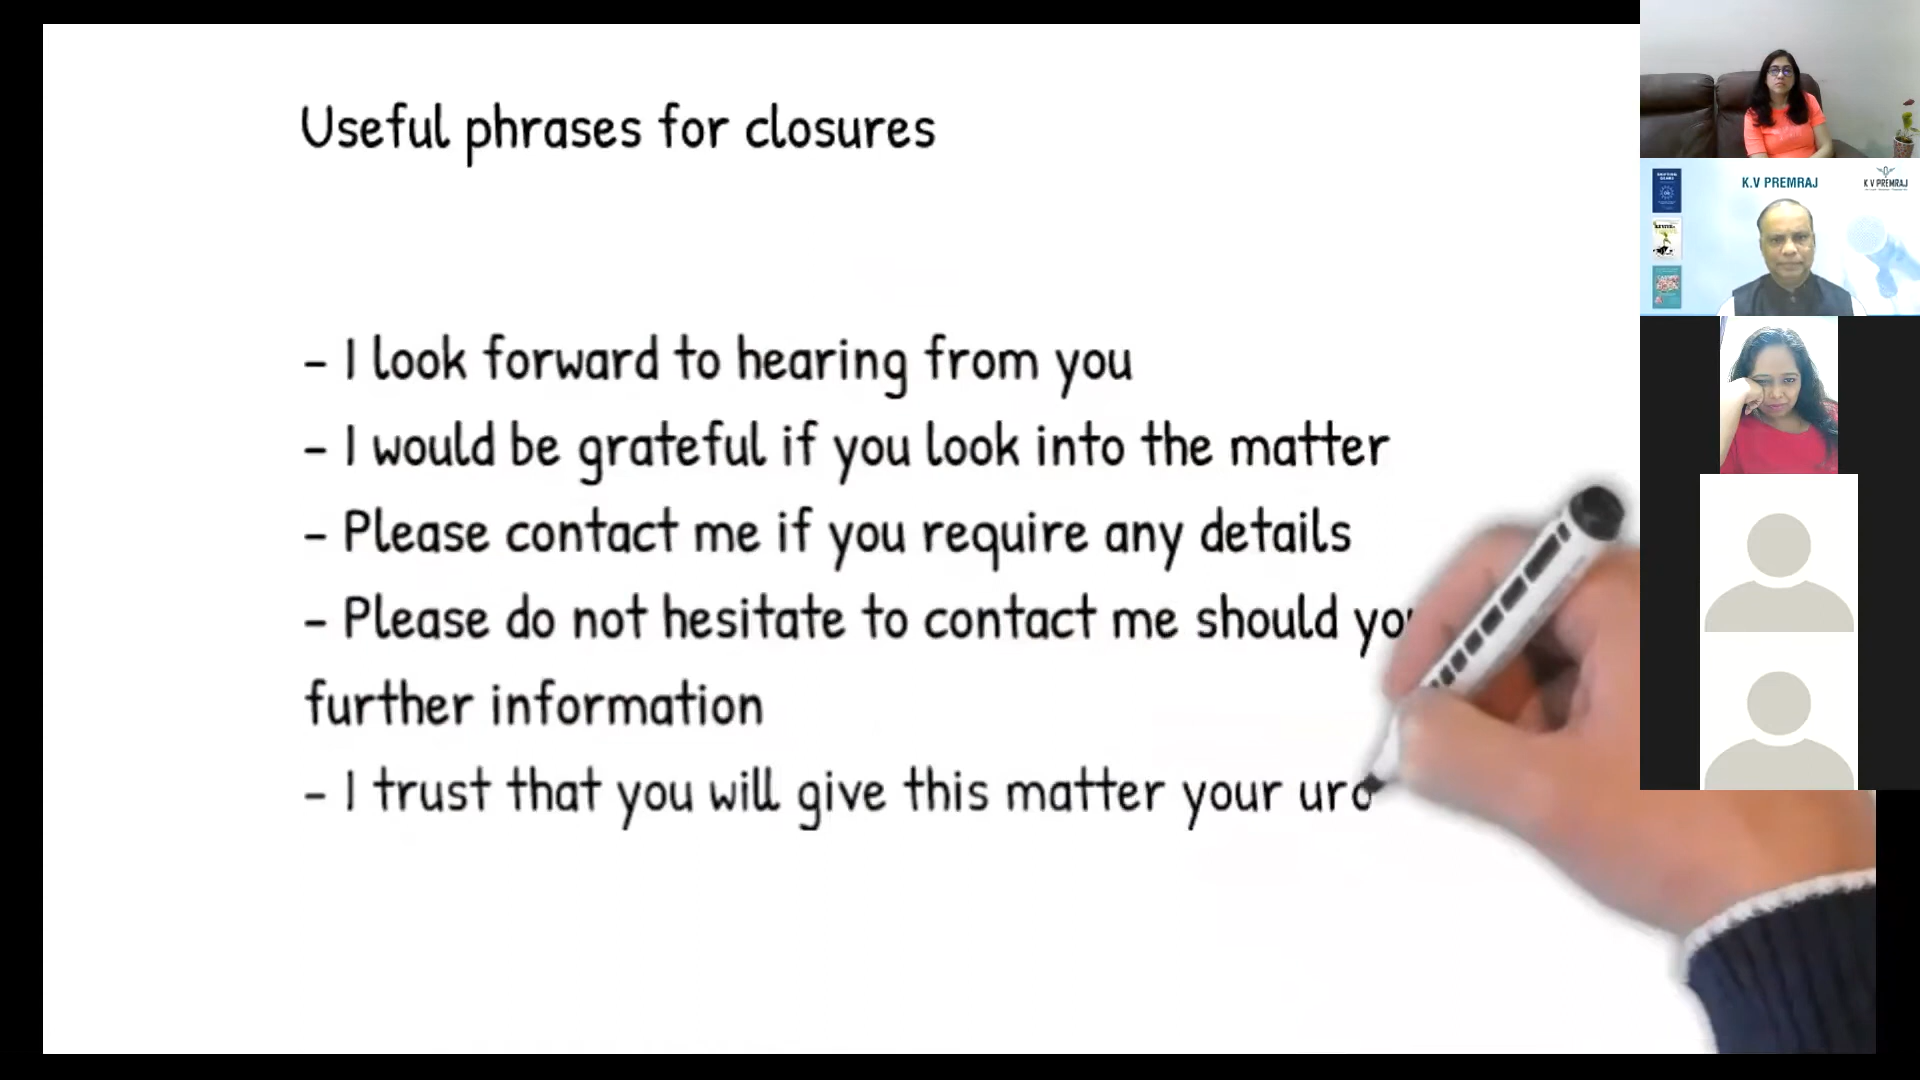 Useful phrases for closures
- I look forward to hearing from you
- I would be grateful if you look into the matter
- Please contact me if you require any details
- Please do not hesitate to contact me should
further information
- I trust that you will give this matter your
K.V PREMRAJ
K V PREMRAJ